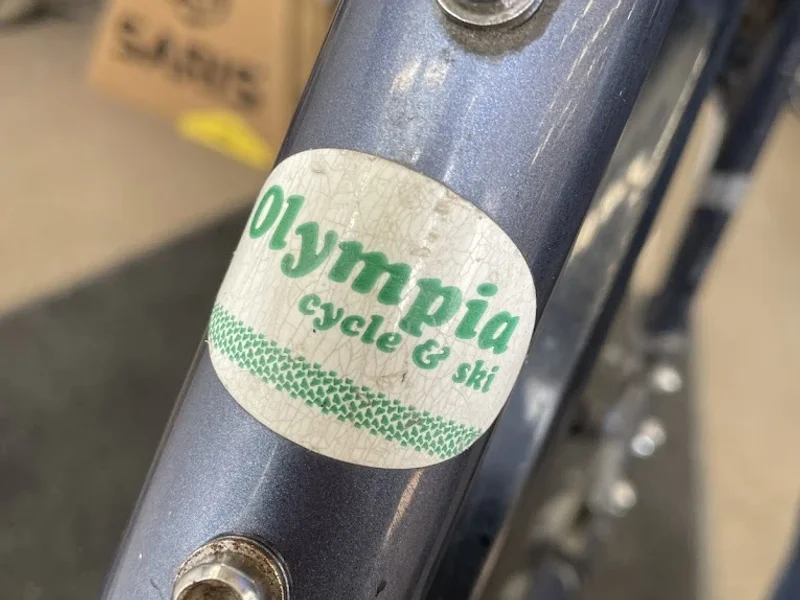 SARIS
Olympia
cycle & ski